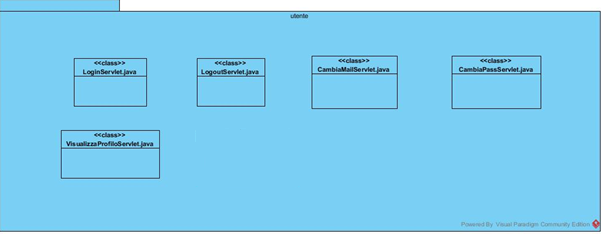 utente
<<class>>
LoginServlet.java
<<class>>
LogoutServlet.java
<<class>>
CambiaMailServlet.java
<<class>>
CambiaPassServlet.java
<<class>>
VisualizzaProfiloServlet.java
Powered By Visual Paradigm Community Edition